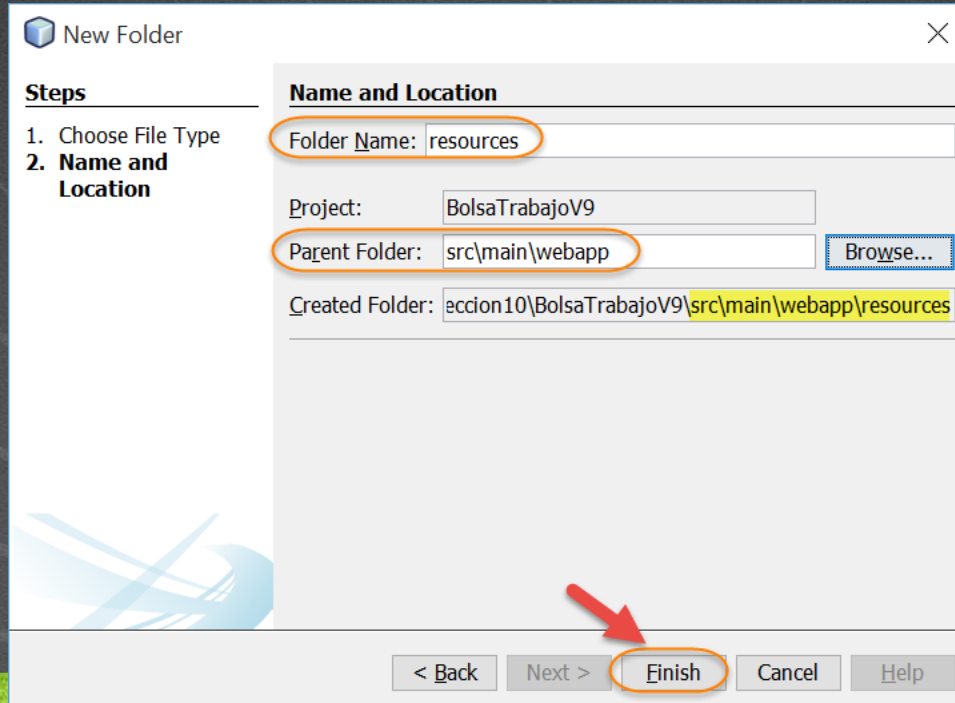 New Folder
Steps
1. Choose File Type
2. Name and
Location
Name and Location
Folder Name: resources
Project: BolsaTrabajoV9
Parent Folder: src\main\webapp Browse...
Created Folder: eccion10\BolsaTrabajoV9\src\main\webapp\resources
< Back Next > Finish Cancel Help